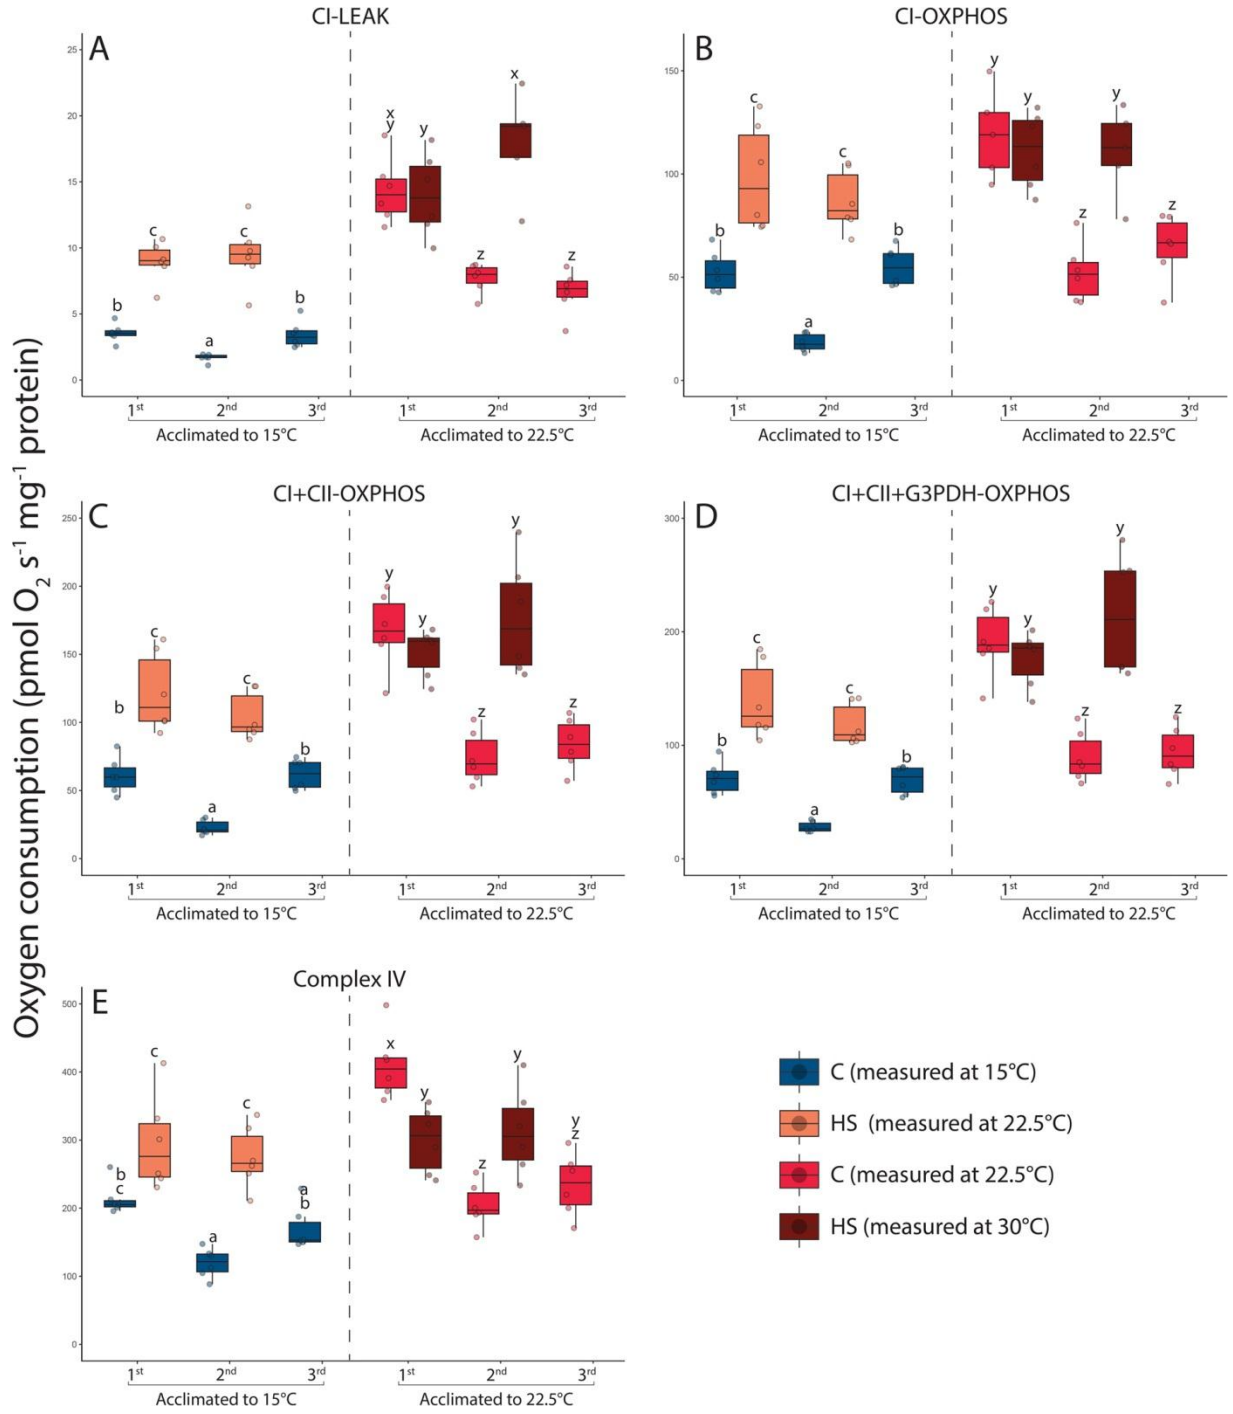 CI-LEAK
CI-OXPHOS
A
25
20
15
10
5
0
b
c
a
c
b
x
y
y
z
x
z
1st 2nd 3rd 1st 2nd 3rd
Acclimated to 15°C Acclimated to 22.5°C
B
150
100
50
0
b
c
a
c
b
y
y
z
y
z
1st 2nd 3rd 1st 2nd 3rd
Acclimated to 15°C Acclimated to 22.5°C
Oxygen consumption (pmol O2 s-1 mg-1 protein)
CI+CII-OXPHOS
CI+CII+G3PDH-OXPHOS
C
250
200
150
100
50
0
b
c
a
c
b
y
y
z
y
z
1st 2nd 3rd 1st 2nd 3rd
Acclimated to 15°C Acclimated to 22.5°C
D
300
200
100
0
b
c
a
c
b
y
y
z
y
z
1st 2nd 3rd 1st 2nd 3rd
Acclimated to 15°C Acclimated to 22.5°C
Complex IV
E
500
400
300
200
100
0
b
c
c
a
c
a
b
x
y
z
y
y
z
1st 2nd 3rd 1st 2nd 3rd
Acclimated to 15°C Acclimated to 22.5°C
C (measured at 15°C)
HS (measured at 22.5°C)
C (measured at 22.5°C)
HS (measured at 30°C)